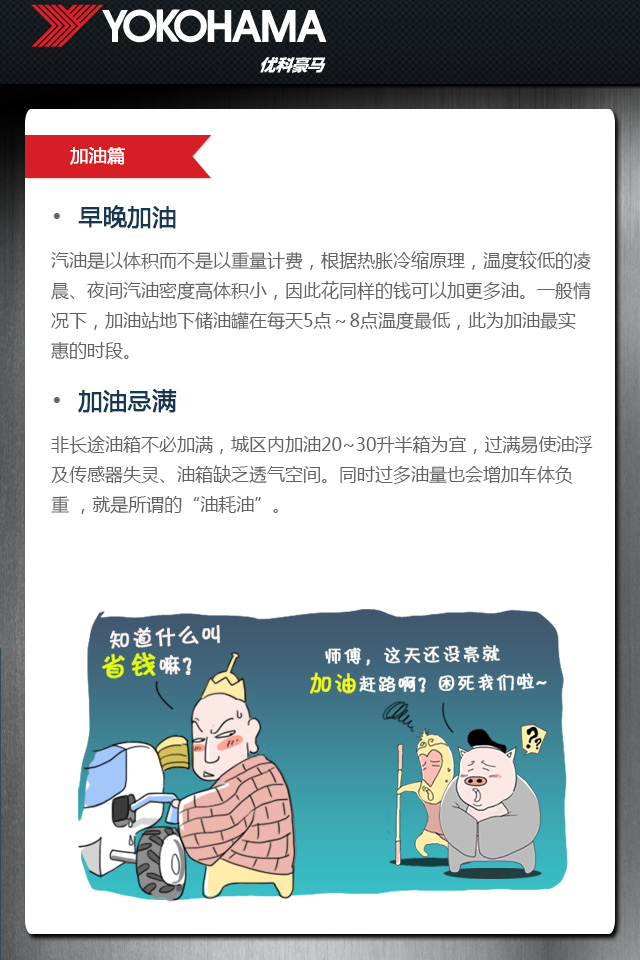 YOKOHAMA
优科豪马
加油篇
• 早晚加油
汽油是以体积而不是以重量计费，根据热胀冷缩原理，温度较低的凌
晨、夜间汽油密度高体积小，因此花同样的钱可以加更多油。一般情
况下，加油站地下储油罐在每天5点～8点温度最低，此为加油最实
惠的时段。
• 加油忌满
非长途油箱不必加满，城区内加油20~30升半箱为宜，过满易使油浮
及传感器失灵、油箱缺乏透气空间。同时过多油量也会增加车体负
重 ，就是所谓的“油耗油”。
知道什么叫
省钱嘛？
师傅，这天还没亮就
加油赶路啊？困死我们啦~
??